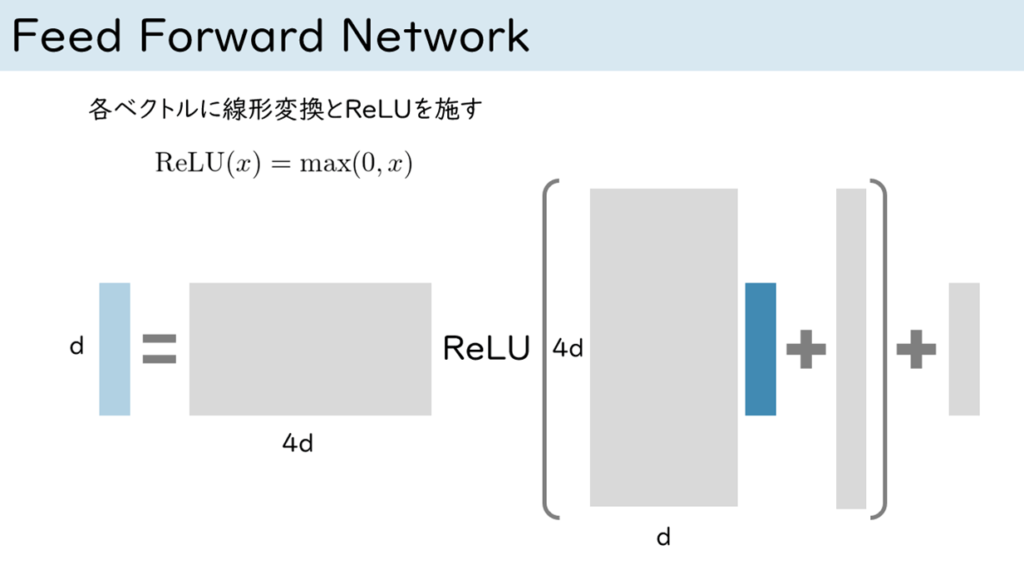 Feed Forward Network
各ベクトルに線形変換とReLUを施す
ReLU(x) = max(0, x)
d
=
4d
ReLU
4d
d
+
+